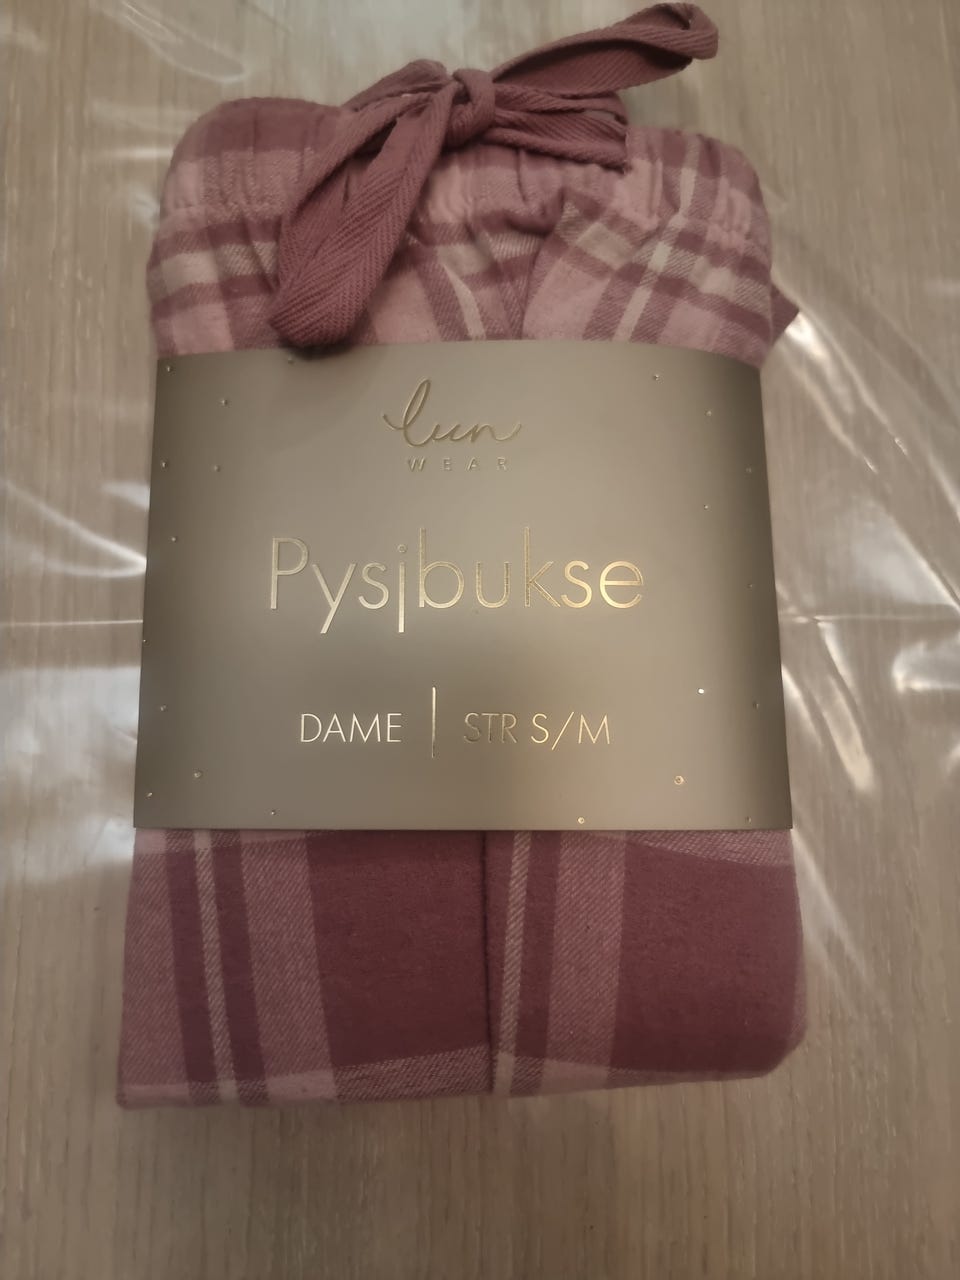 lun
WEAR
Pysjbukse
DAME | STR S/M